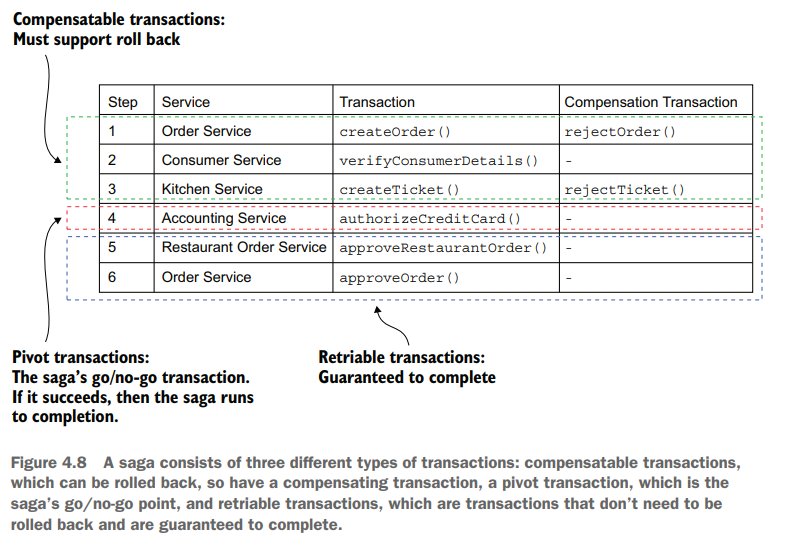 Compensatable transactions:
Must support roll back
Step Service Transaction Compensation Transaction
1 Order Service createOrder() rejectOrder()
2 Consumer Service verifyConsumerDetails() -
3 Kitchen Service createTicket() rejectTicket()
4 Accounting Service authorizeCreditCard() -
5 Restaurant Order Service approveRestaurantOrder() -
6 Order Service approveOrder() -
Pivot transactions:
The saga's go/no-go transaction.
If it succeeds, then the saga runs
to completion.
Retriable transactions:
Guaranteed to complete
Figure 4.8 A saga consists of three different types of transactions: compensatable transactions,
which can be rolled back, so have a compensating transaction, a pivot transaction, which is the
saga's go/no-go point, and retriable transactions, which are transactions that don't need to be
rolled back and are guaranteed to complete.